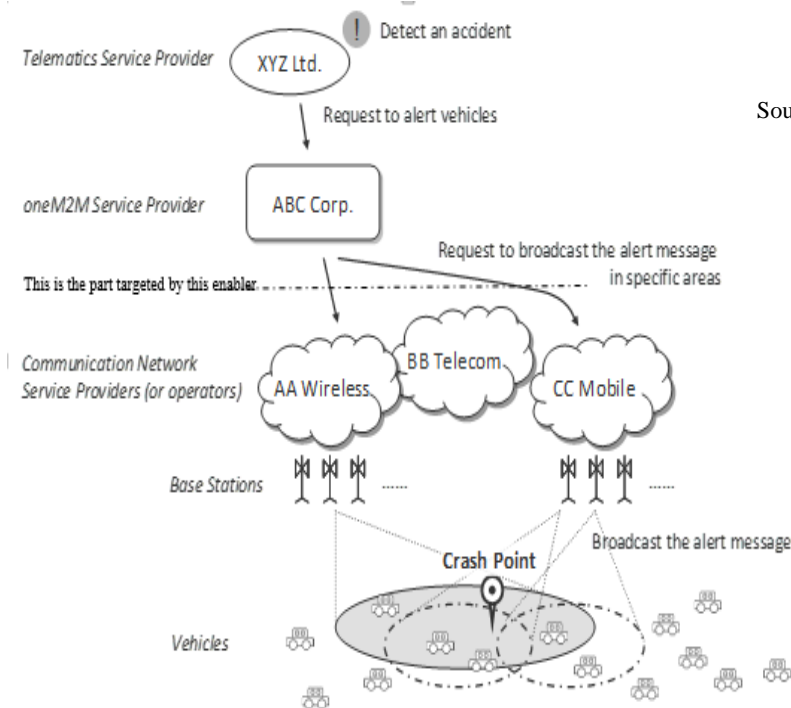 ! Detect an accident
Telematics Service Provider
XYZ Ltd.
Request to alert vehicles
Sou
oneM2M Service Provider
ABC Corp.
Request to broadcast the alert message
in specific areas
This is the part targeted by this enabler
Communication Network
Service Providers (or operators)
AA Wireless
BB Telecom
CC Mobile
Base Stations
......
......
Broadcast the alert message
Crash Point
Vehicles